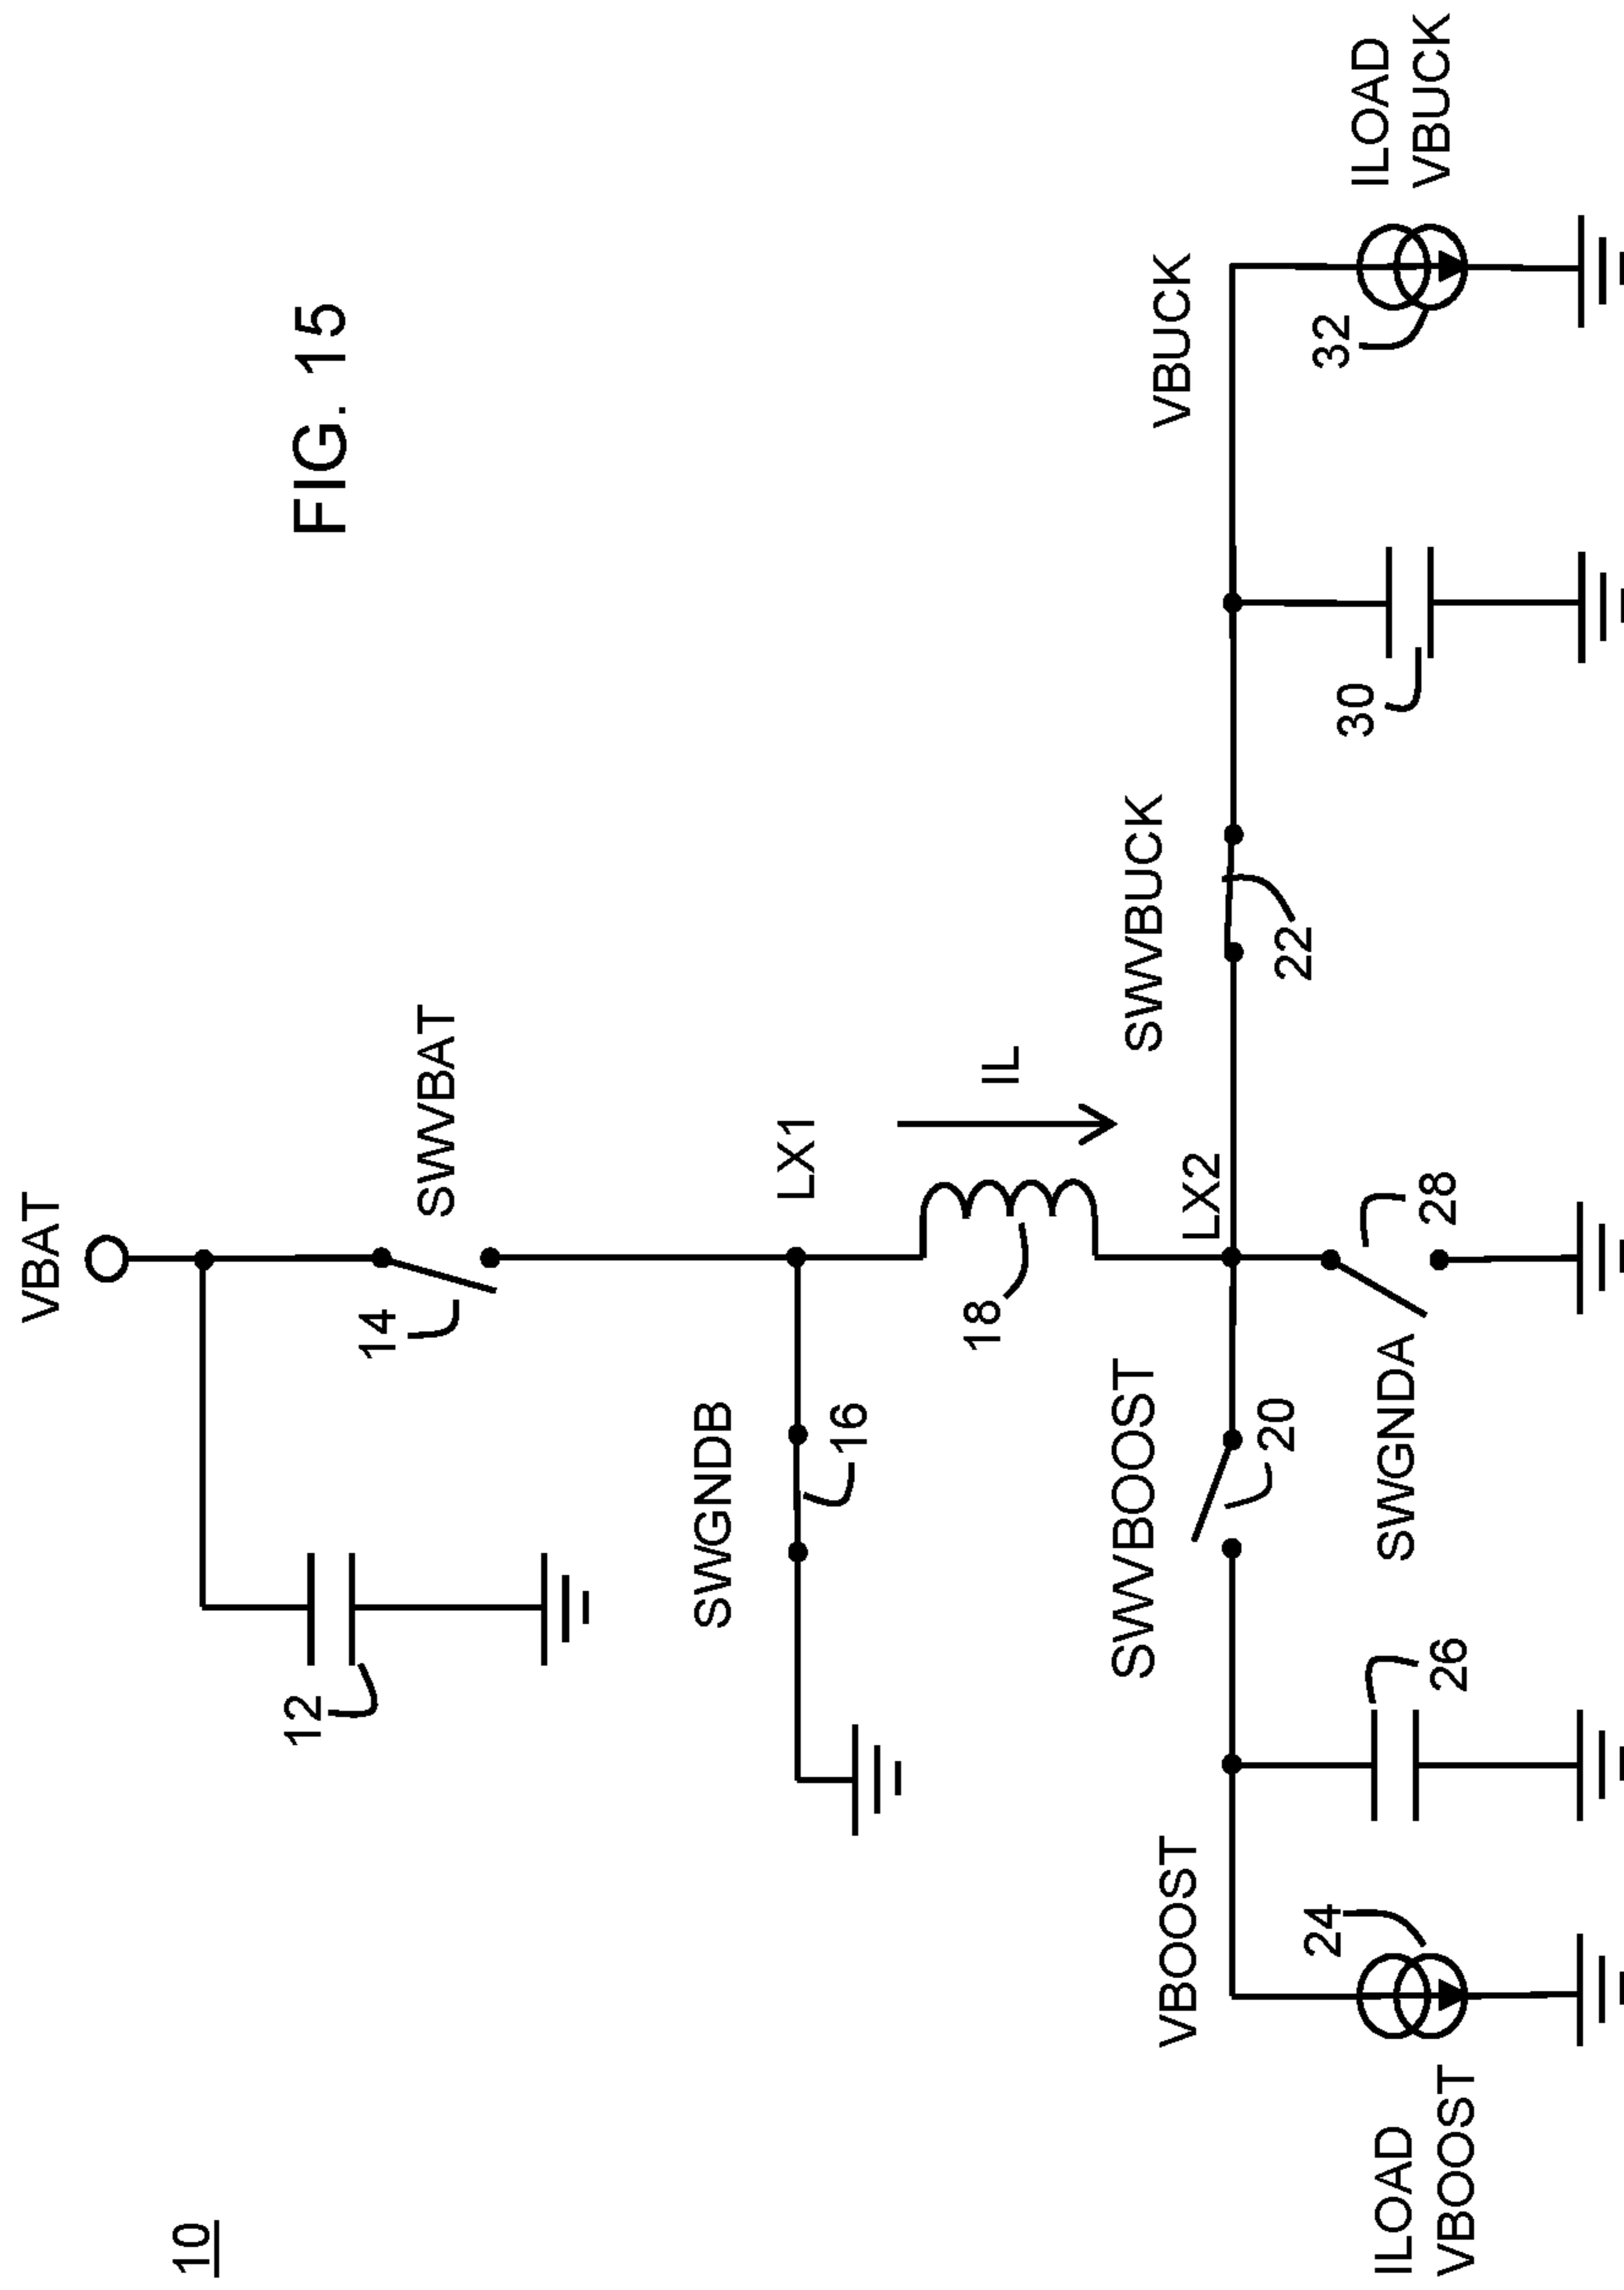 VBAT
10
FIG. 15
12
14
SWVBAT
SWGNDB
LX1
16
18
IL
SWVBOOST
SWVBUCK
VBOOST
LX2
VBUCK
20
22
24
30
32
ILOAD
VBOOST
26
SWGNDA
28
ILOAD
VBUCK